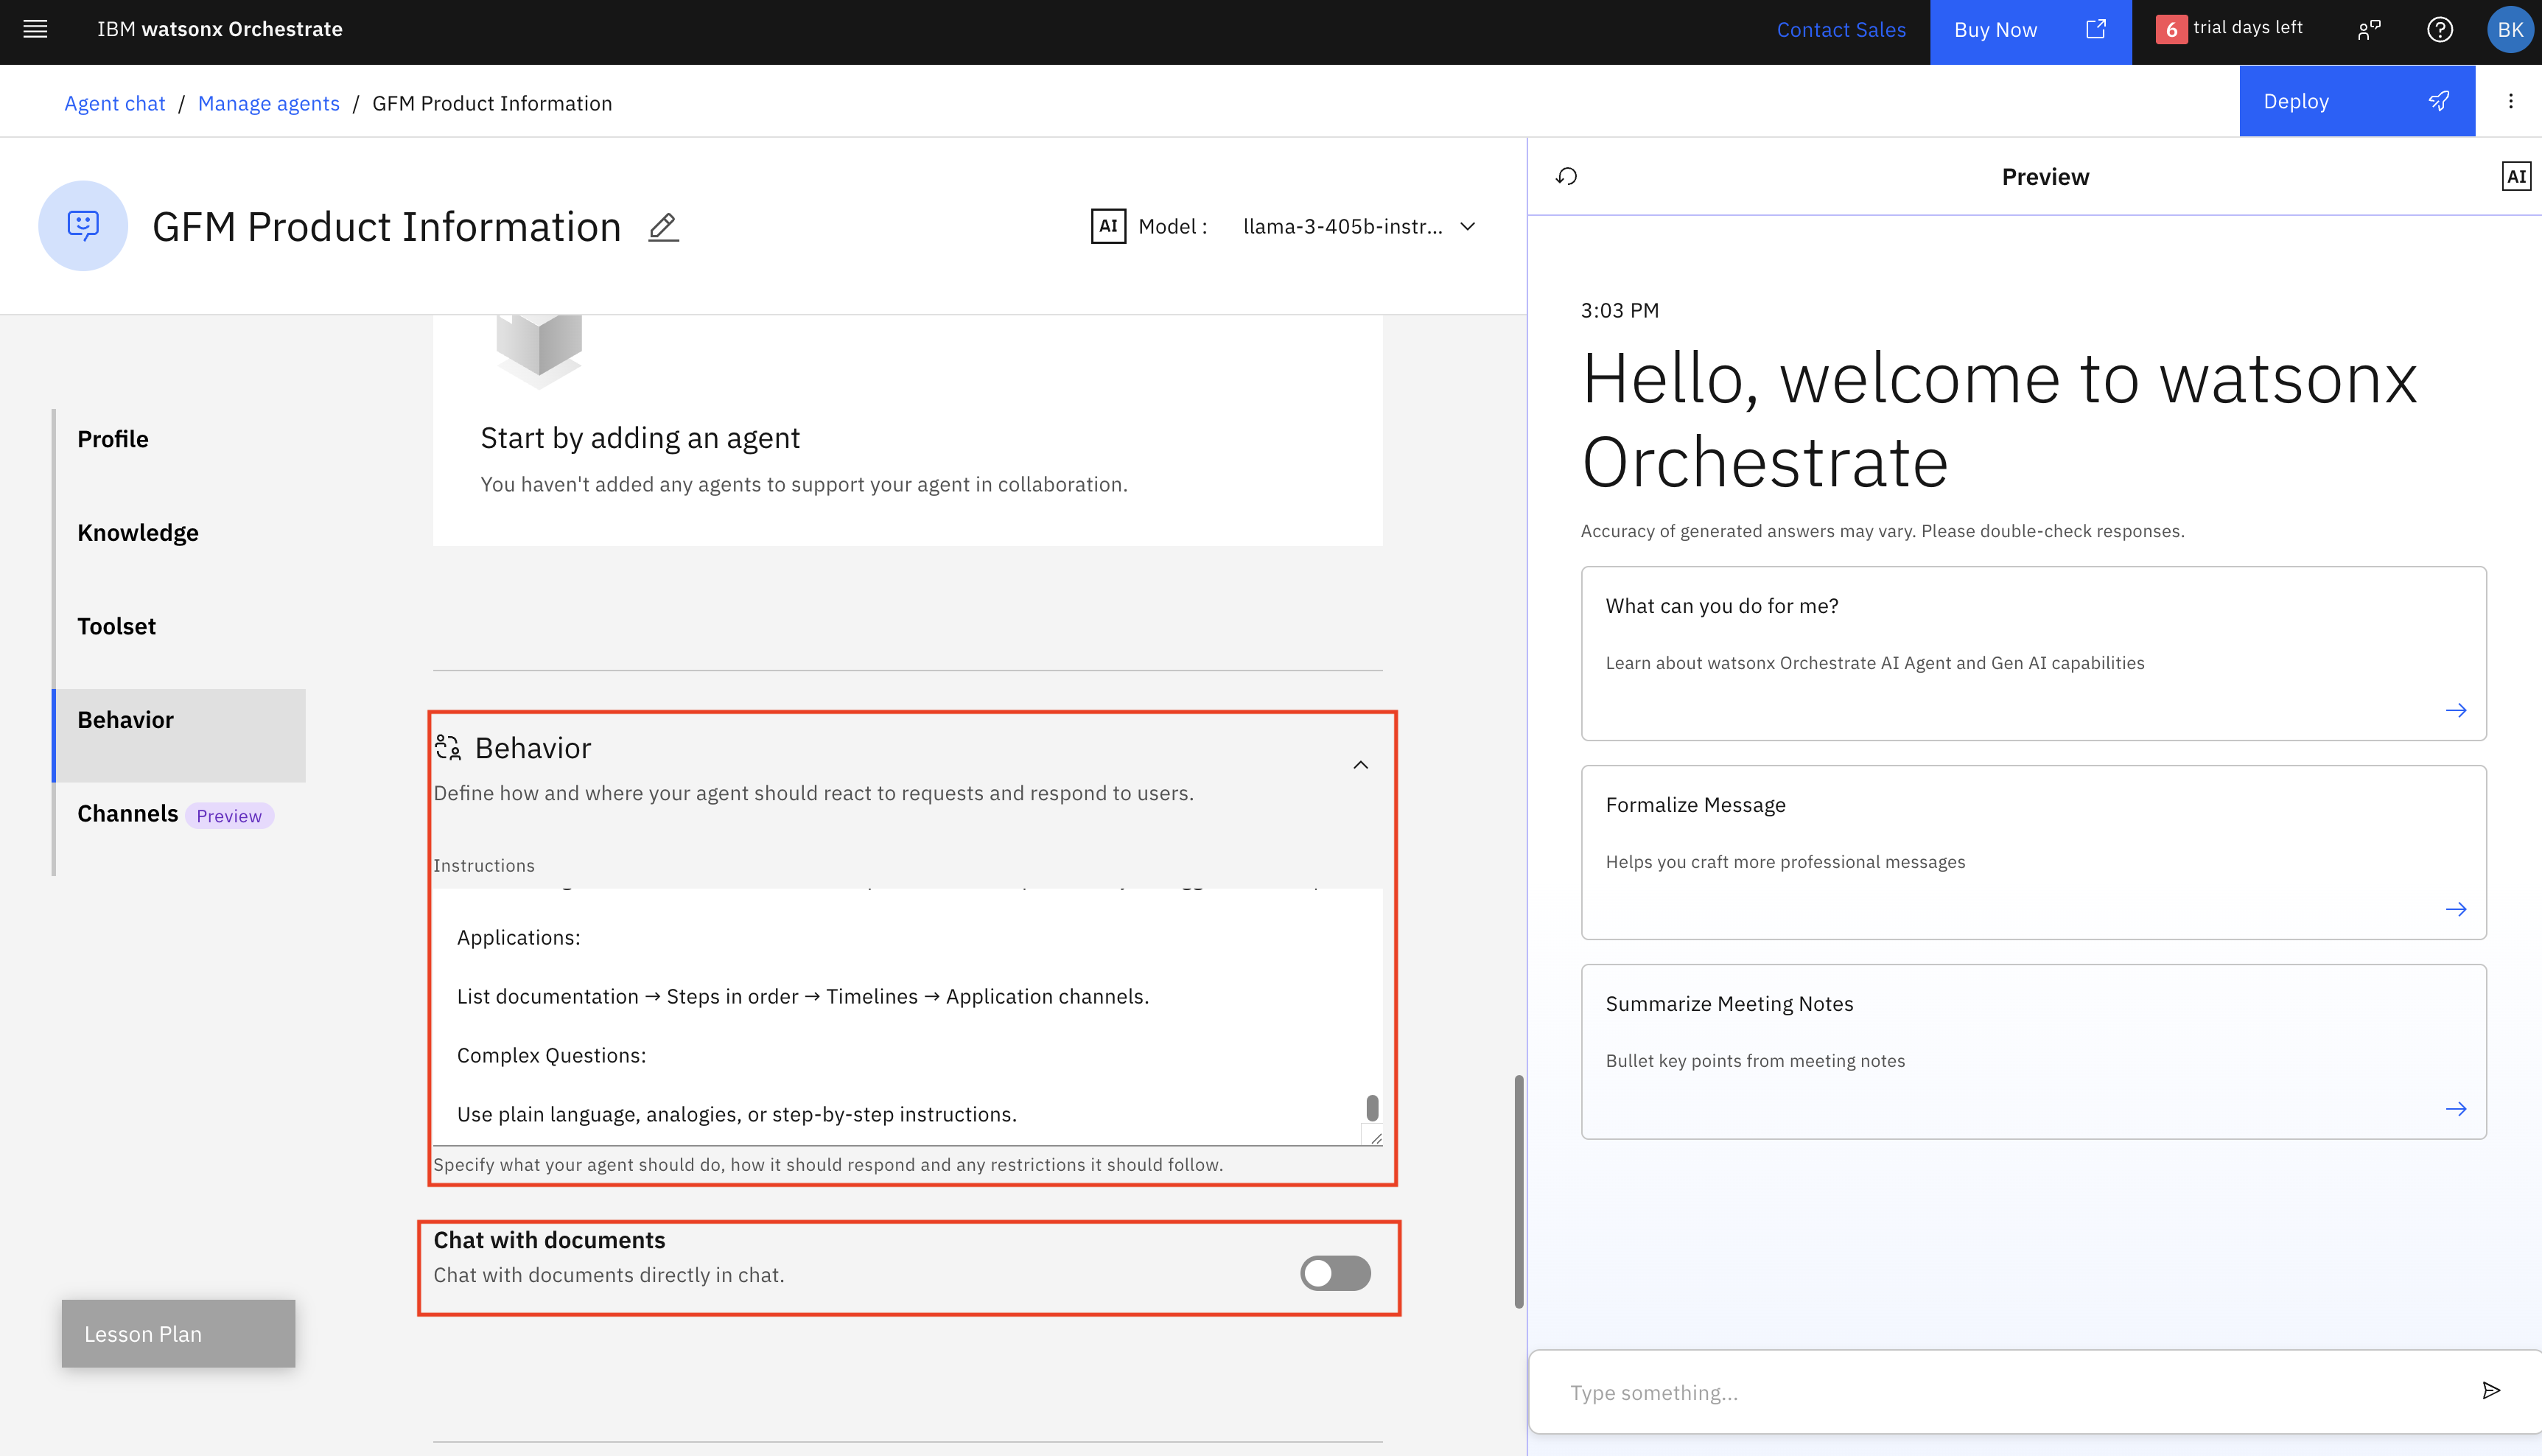 IBM watsonx Orchestrate
Contact Sales
Buy Now
6 trial days left
BK
Agent chat / Manage agents / GFM Product Information
Deploy
GFM Product Information
AI Model : llama-3-405b-instr...
Preview
AI
Start by adding an agent
You haven't added any agents to support your agent in collaboration.
Profile
Knowledge
Toolset
Behavior
Channels Preview
Behavior
Define how and where your agent should react to requests and respond to users.
Instructions
Applications:
List documentation → Steps in order → Timelines → Application channels.
Complex Questions:
Use plain language, analogies, or step-by-step instructions.
Specify what your agent should do, how it should respond and any restrictions it should follow.
Chat with documents
Chat with documents directly in chat.
Lesson Plan
3:03 PM
Hello, welcome to watsonx
Orchestrate
Accuracy of generated answers may vary. Please double-check responses.
What can you do for me?
Learn about watsonx Orchestrate AI Agent and Gen AI capabilities
Formalize Message
Helps you craft more professional messages
Summarize Meeting Notes
Bullet key points from meeting notes
Type something...